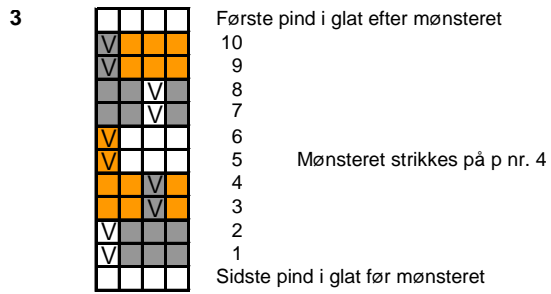 3 Første pind i glat efter mønsteret
V 10
V 9
V 8
V 7
V 6
V 5 Mønsteret strikkes på p nr. 4
V 4
V 3
V 2
V 1
Sidste pind i glat før mønsteret